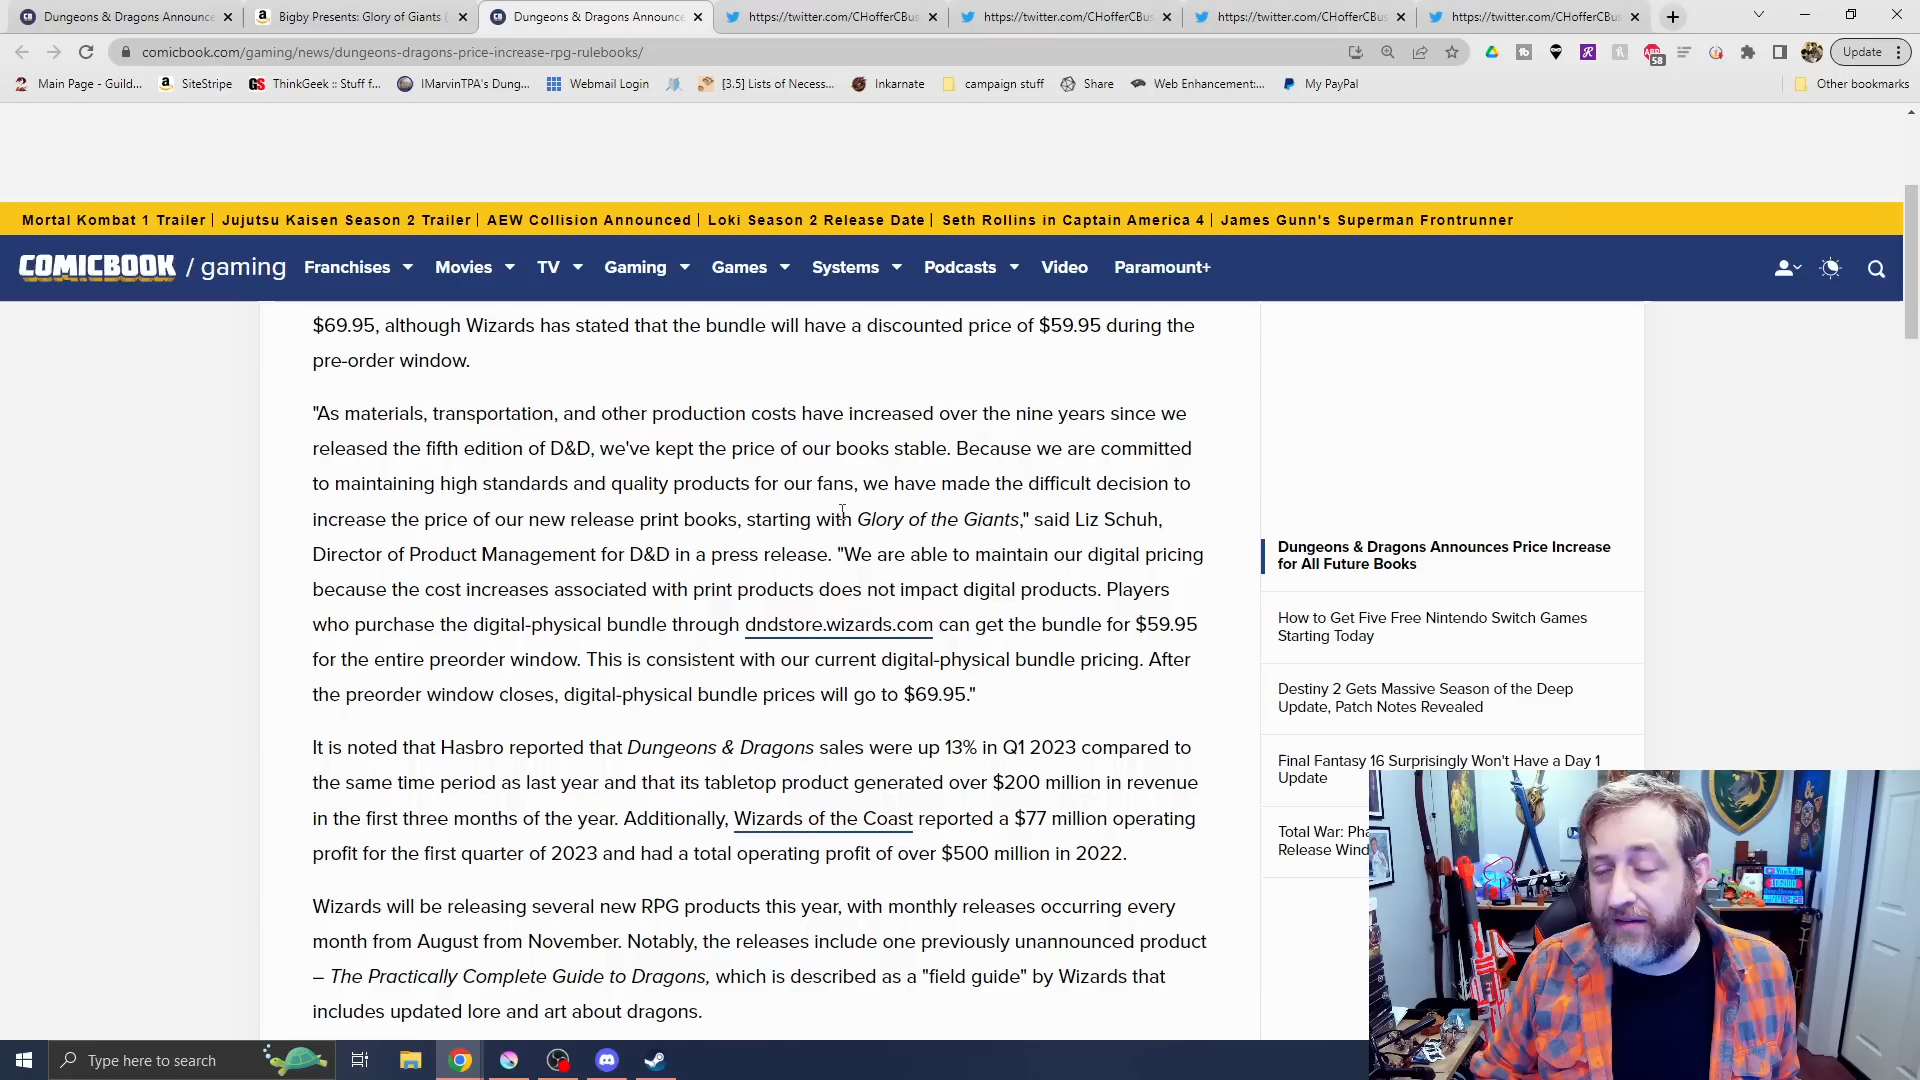 Dungeons & Dragons Announce
Bigby Presents: Glory of Giants (
Dungeons & Dragons Announce
https://twitter.com/CHofferCBus
https://twitter.com/CHofferCBus
https://twitter.com/CHofferCBus
https://twitter.com/CHofferCBus
comicbook.com/gaming/news/dungeons-dragons-price-increase-rpg-rulebooks/
58
Update
Main Page - Guild...
SiteStripe
GS
ThinkGeek :: Stuff f...
IMarvinTPA's Dung...
Webmail Login
[3.5] Lists of Necess...
Inkarnate
campaign stuff
Share
Web Enhancement:...
My PayPal
Other bookmarks
Mortal Kombat 1 Trailer | Jujutsu Kaisen Season 2 Trailer | AEW Collision Announced | Loki Season 2 Release Date | Seth Rollins in Captain America 4 | James Gunn's Superman Frontrunner
COMICBOOK / gaming
Franchises Movies TV Gaming Games Systems Podcasts Video Paramount+
$69.95, although Wizards has stated that the bundle will have a discounted price of $59.95 during the
pre-order window.
"As materials, transportation, and other production costs have increased over the nine years since we
released the fifth edition of D&D, we've kept the price of our books stable. Because we are committed
to maintaining high standards and quality products for our fans, we have made the difficult decision to
increase the price of our new release print books, starting with Glory of the Giants," said Liz Schuh,
Director of Product Management for D&D in a press release. "We are able to maintain our digital pricing
because the cost increases associated with print products does not impact digital products. Players
who purchase the digital-physical bundle through dndstore.wizards.com can get the bundle for $59.95
for the entire preorder window. This is consistent with our current digital-physical bundle pricing. After
the preorder window closes, digital-physical bundle prices will go to $69.95."
It is noted that Hasbro reported that Dungeons & Dragons sales were up 13% in Q1 2023 compared to
the same time period as last year and that its tabletop product generated over $200 million in revenue
in the first three months of the year. Additionally, Wizards of the Coast reported a $77 million operating
profit for the first quarter of 2023 and had a total operating profit of over $500 million in 2022.
Wizards will be releasing several new RPG products this year, with monthly releases occurring every
month from August from November. Notably, the releases include one previously unannounced product
– The Practically Complete Guide to Dragons, which is described as a "field guide" by Wizards that
includes updated lore and art about dragons.
Dungeons & Dragons Announces Price Increase
for All Future Books
How to Get Five Free Nintendo Switch Games
Starting Today
Destiny 2 Gets Massive Season of the Deep
Update, Patch Notes Revealed
Final Fantasy 16 Surprisingly Won't Have a Day 1
Update
Total War: Pha
Release Wind
Type here to search